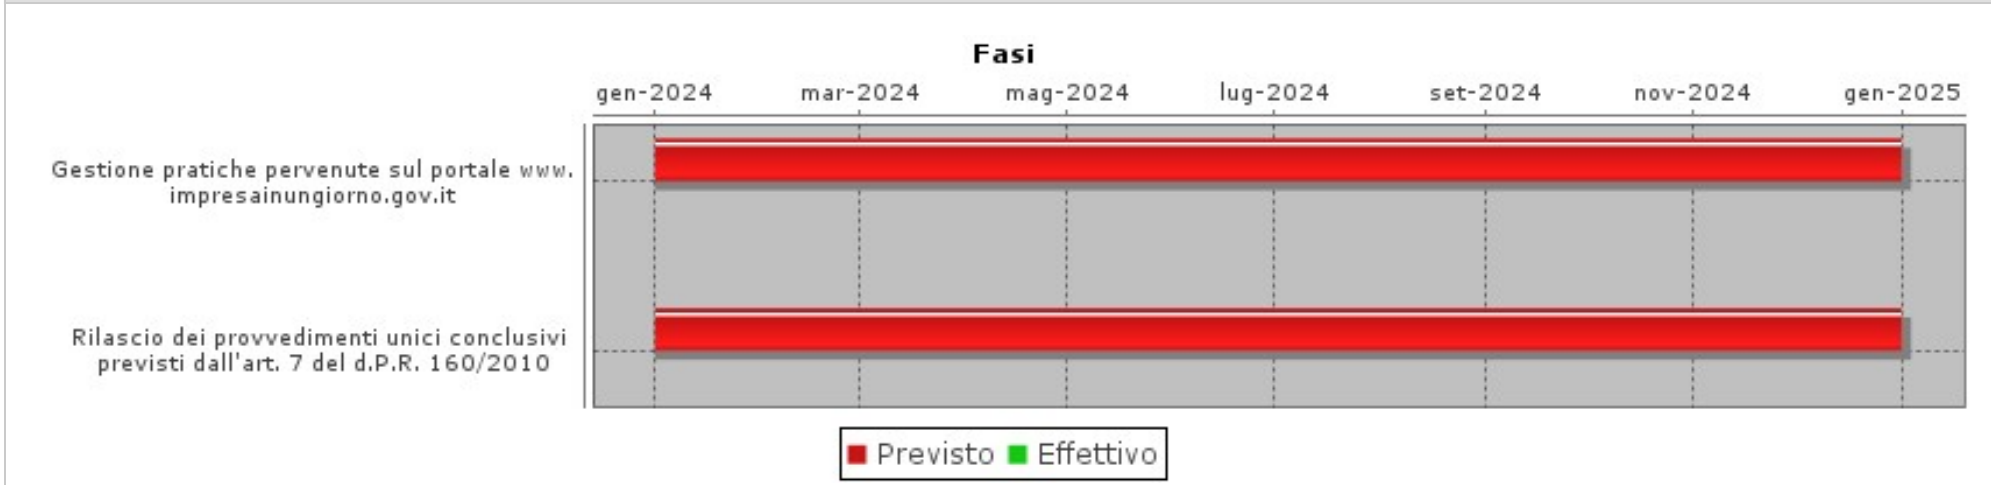 Fasi
gen-2024 mar-2024 mag-2024 lug-2024 set-2024 nov-2024 gen-2025
Gestione pratiche pervenute sul portale www.
impresainungiorno.gov.it
Rilascio dei provvedimenti unici conclusivi
previsti dall'art. 7 del d.P.R. 160/2010
Previsto Effettivo